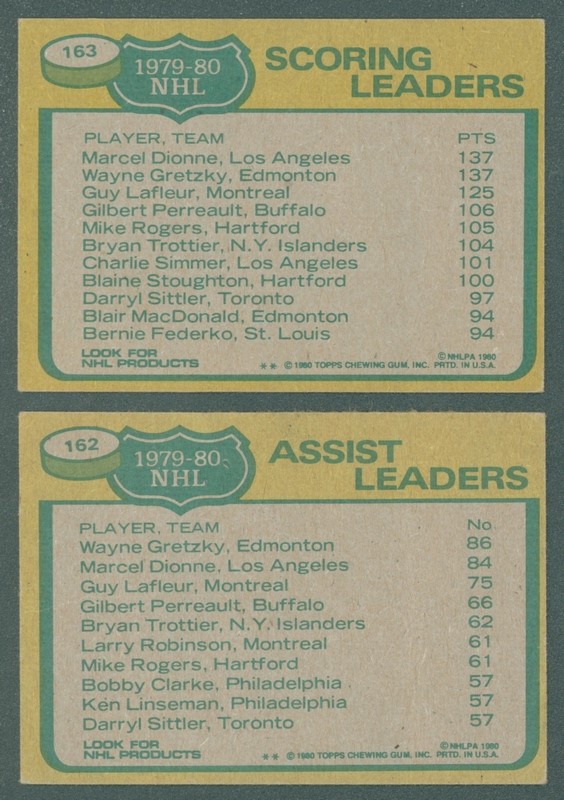 163
1979-80
NHL
SCORING
LEADERS
PLAYER, TEAM PTS
Marcel Dionne, Los Angeles 137
Wayne Gretzky, Edmonton 137
Guy Lafleur, Montreal 125
Gilbert Perreault, Buffalo 106
Mike Rogers, Hartford 105
Bryan Trottier, N.Y. Islanders 104
Charlie Simmer, Los Angeles 101
Blaine Stoughton, Hartford 100
Darryl Sittler, Toronto 97
Blair MacDonald, Edmonton 94
Bernie Federko, St. Louis 94
LOOK FOR
NHL PRODUCTS
© NHLPA 1980
** © 1980 TOPPS CHEWING GUM, INC. PRTD. IN U.S.A.
162
1979-80
NHL
ASSIST
LEADERS
PLAYER, TEAM No
Wayne Gretzky, Edmonton 86
Marcel Dionne, Los Angeles 84
Guy Lafleur, Montreal 75
Gilbert Perreault, Buffalo 66
Bryan Trottier, N.Y. Islanders 62
Larry Robinson, Montreal 61
Mike Rogers, Hartford 61
Bobby Clarke, Philadelphia 57
Ken Linseman, Philadelphia 57
Darryl Sittler, Toronto 57
LOOK FOR
NHL PRODUCTS
© NHLPA 1980
** © 1980 TOPPS CHEWING GUM, INC. PRTD. IN U.S.A.